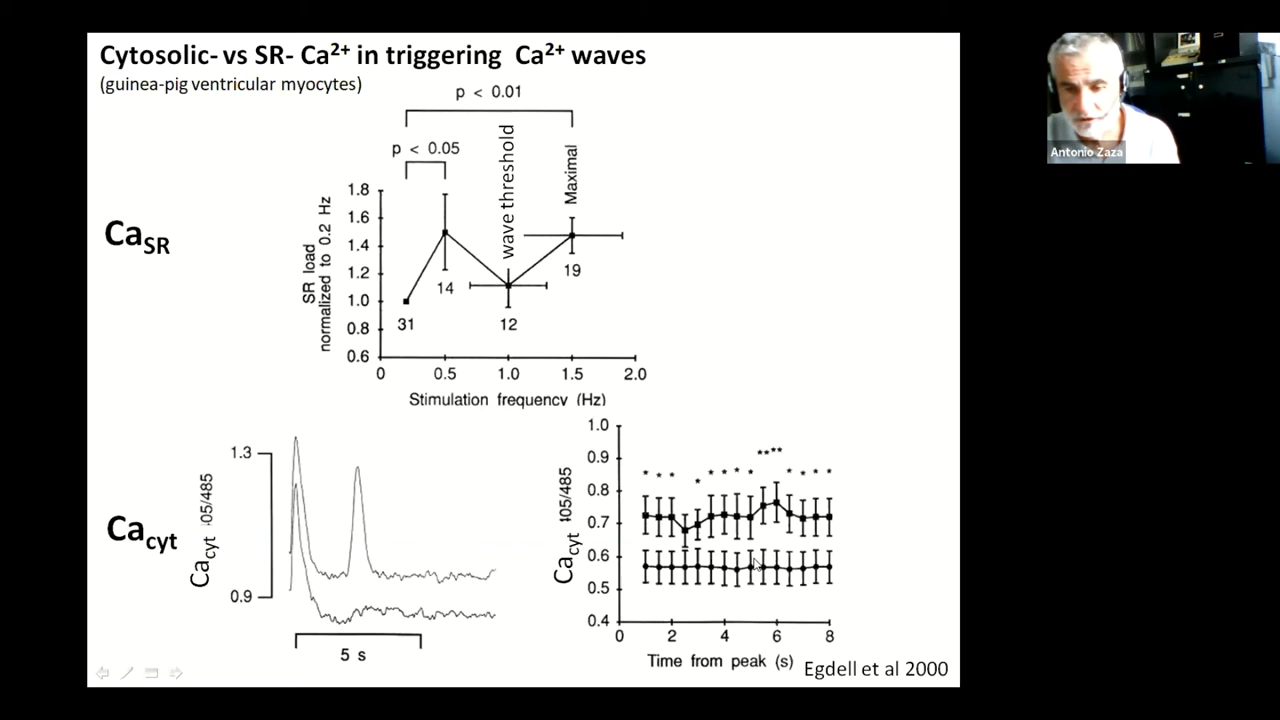 Cytosolic- vs SR- Ca²⁺ in triggering Ca²⁺ waves
(guinea-pig ventricular myocytes)
p < 0.01
p < 0.05
wave threshold
Maximal
Ca_SR
SR load
normalized to 0.2 Hz
1.8
1.6
1.4
1.2
1.0
0.8
0.6
31
14
12
19
0 0.5 1.0 1.5 2.0
Stimulation frequency (Hz)
Ca_cyt
Ca_cyt 405/485
1.3
0.9
5 s
Ca_cyt 405/485
1.0
0.9
0.8
0.7
0.6
0.5
0.4
* * * * * * * * ** ** * * * *
0 2 4 6 8
Time from peak (s)
Egdell et al 2000
Antonio Zaza